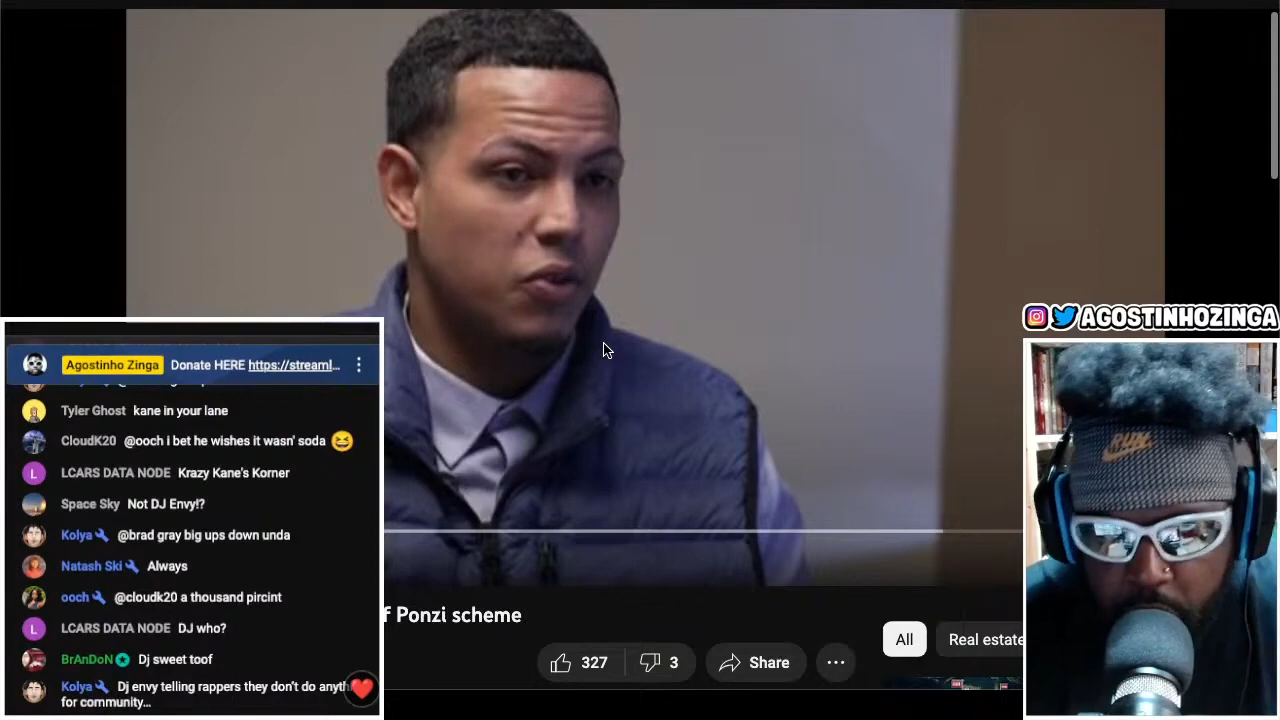 AGOSTINHOZINGA
Agostinho Zinga Donate HERE https://streaml...
Tyler Ghost kane in your lane
CloudK20 @ooch i bet he wishes it wasn' soda
LCARS DATA NODE Krazy Kane's Korner
Space Sky Not DJ Envy!?
Kolya @brad gray big ups down unda
Natash Ski Always
ooch @cloudk20 a thousand pircint
LCARS DATA NODE DJ who?
BrAnDoN Dj sweet toof
Kolya Dj envy telling rappers they don't do anyth
for community...
f Ponzi scheme
All Real estate
327 3 Share
RUN